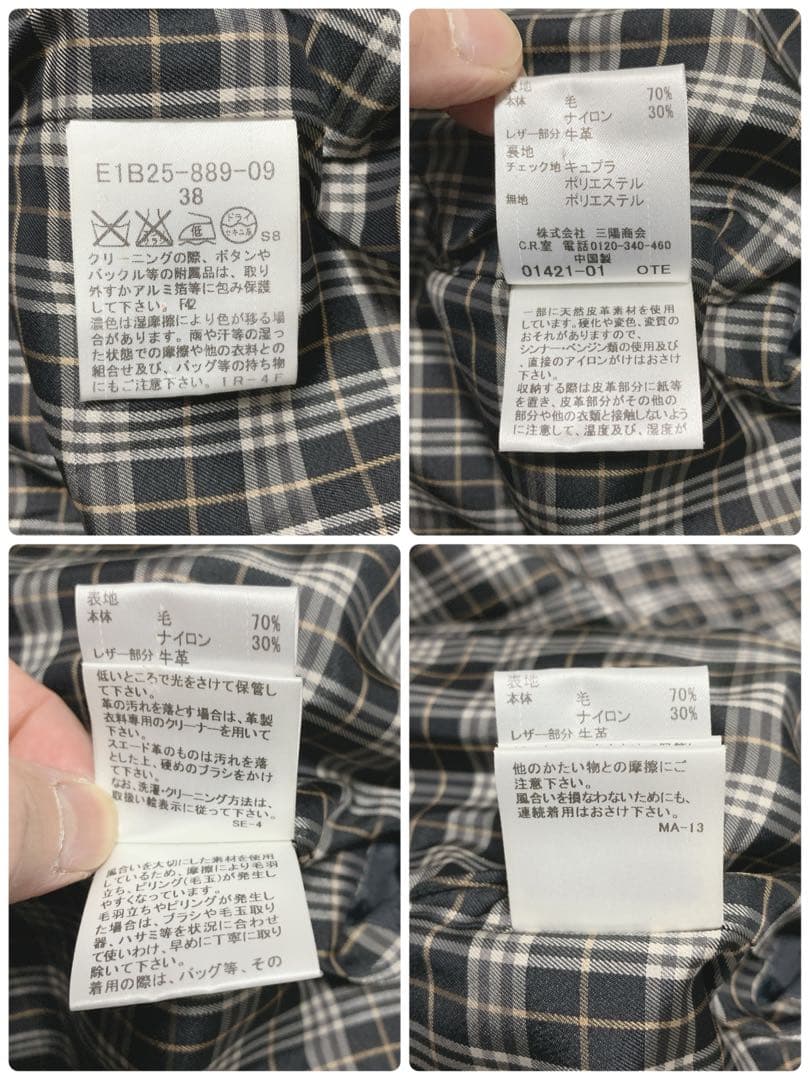 E1B25-889-09
38
低
ドライ
セキユ系
S8
クリーニングの際、ボタンや
バックル等の附属品は、取り
外すかアルミ箔等に包み保護
して下さい。F42
濃色は湿摩擦により色が移る場
合があります。雨や汗等の湿っ
た状態での摩擦や他の衣料との
組合せ及び、バッグ等の持ち物
にもご注意下さい。1R-4F
表地
本体 毛 70%
ナイロン 30%
レザー部分 牛革
裏地
チェック地 キュプラ
ポリエステル
無地 ポリエステル
株式会社 三陽商会
C.R.室 電話0120-340-460
中国製
01421-01 OTE
一部に天然皮革素材を使用
しています。硬化や変色、変質の
おそれがありますので、
シンナー・ベンジン類の使用及び
、直接のアイロンがけはおさけ
下さい。
収納する際は皮革部分に紙等
を置き、皮革部分がその他の
部分や他の衣類と接触しないよう
に注意して、温度及び、湿度が
表地
本体 毛 70%
ナイロン 30%
レザー部分 牛革
低いところで光をさけて保管し
て下さい。
革の汚れを落とす場合は、革製
衣料専用のクリーナーを用いて
下さい。
スエード革のものは汚れを落
とした上、硬めのブラシをかけ
て下さい。
なお、洗濯・クリーニング方法は、
取扱い絵表示に従って下さい。
SE-4
風合いを大切にした素材を使用
しているため、摩擦により毛羽
立ち、ピリング(毛玉)が発生し
やすくなっています。
毛羽立ちやピリングが発生し
た場合は、ブラシや毛玉取り
器、ハサミ等を状況に合わせ
て使いわけ、早めに丁寧に取り
除いて下さい。
着用の際は、バッグ等、その
表地
本体 毛 70%
ナイロン 30%
レザー部分 牛革
他のかたい物との摩擦にご
注意下さい。
風合いを損なわないためにも、
連続着用はおさけ下さい。
MA-13